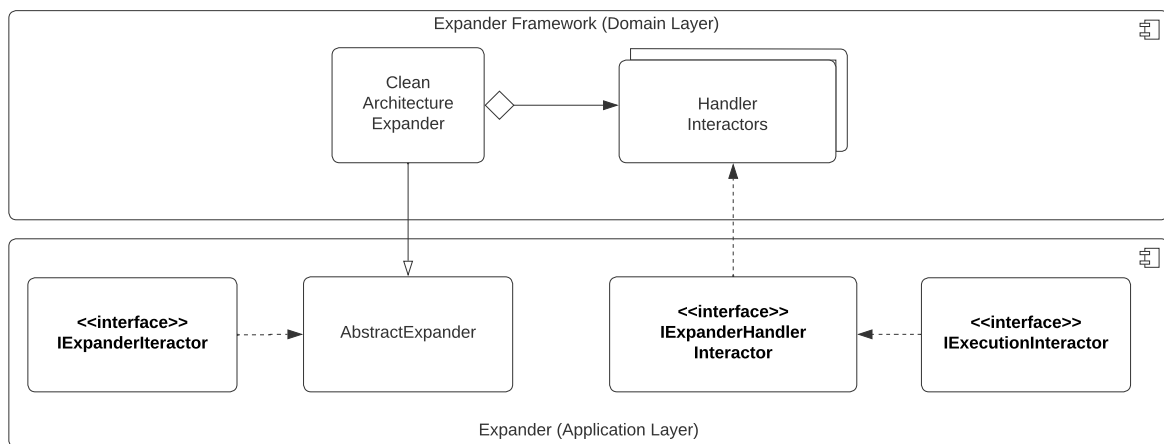 Expander Framework (Domain Layer)
Clean
Architecture
Expander
Handler
Interactors
<<interface>>
IExpanderIteractor
AbstractExpander
<<interface>>
IExpanderHandler
Interactor
<<interface>>
IExecutionInteractor
Expander (Application Layer)